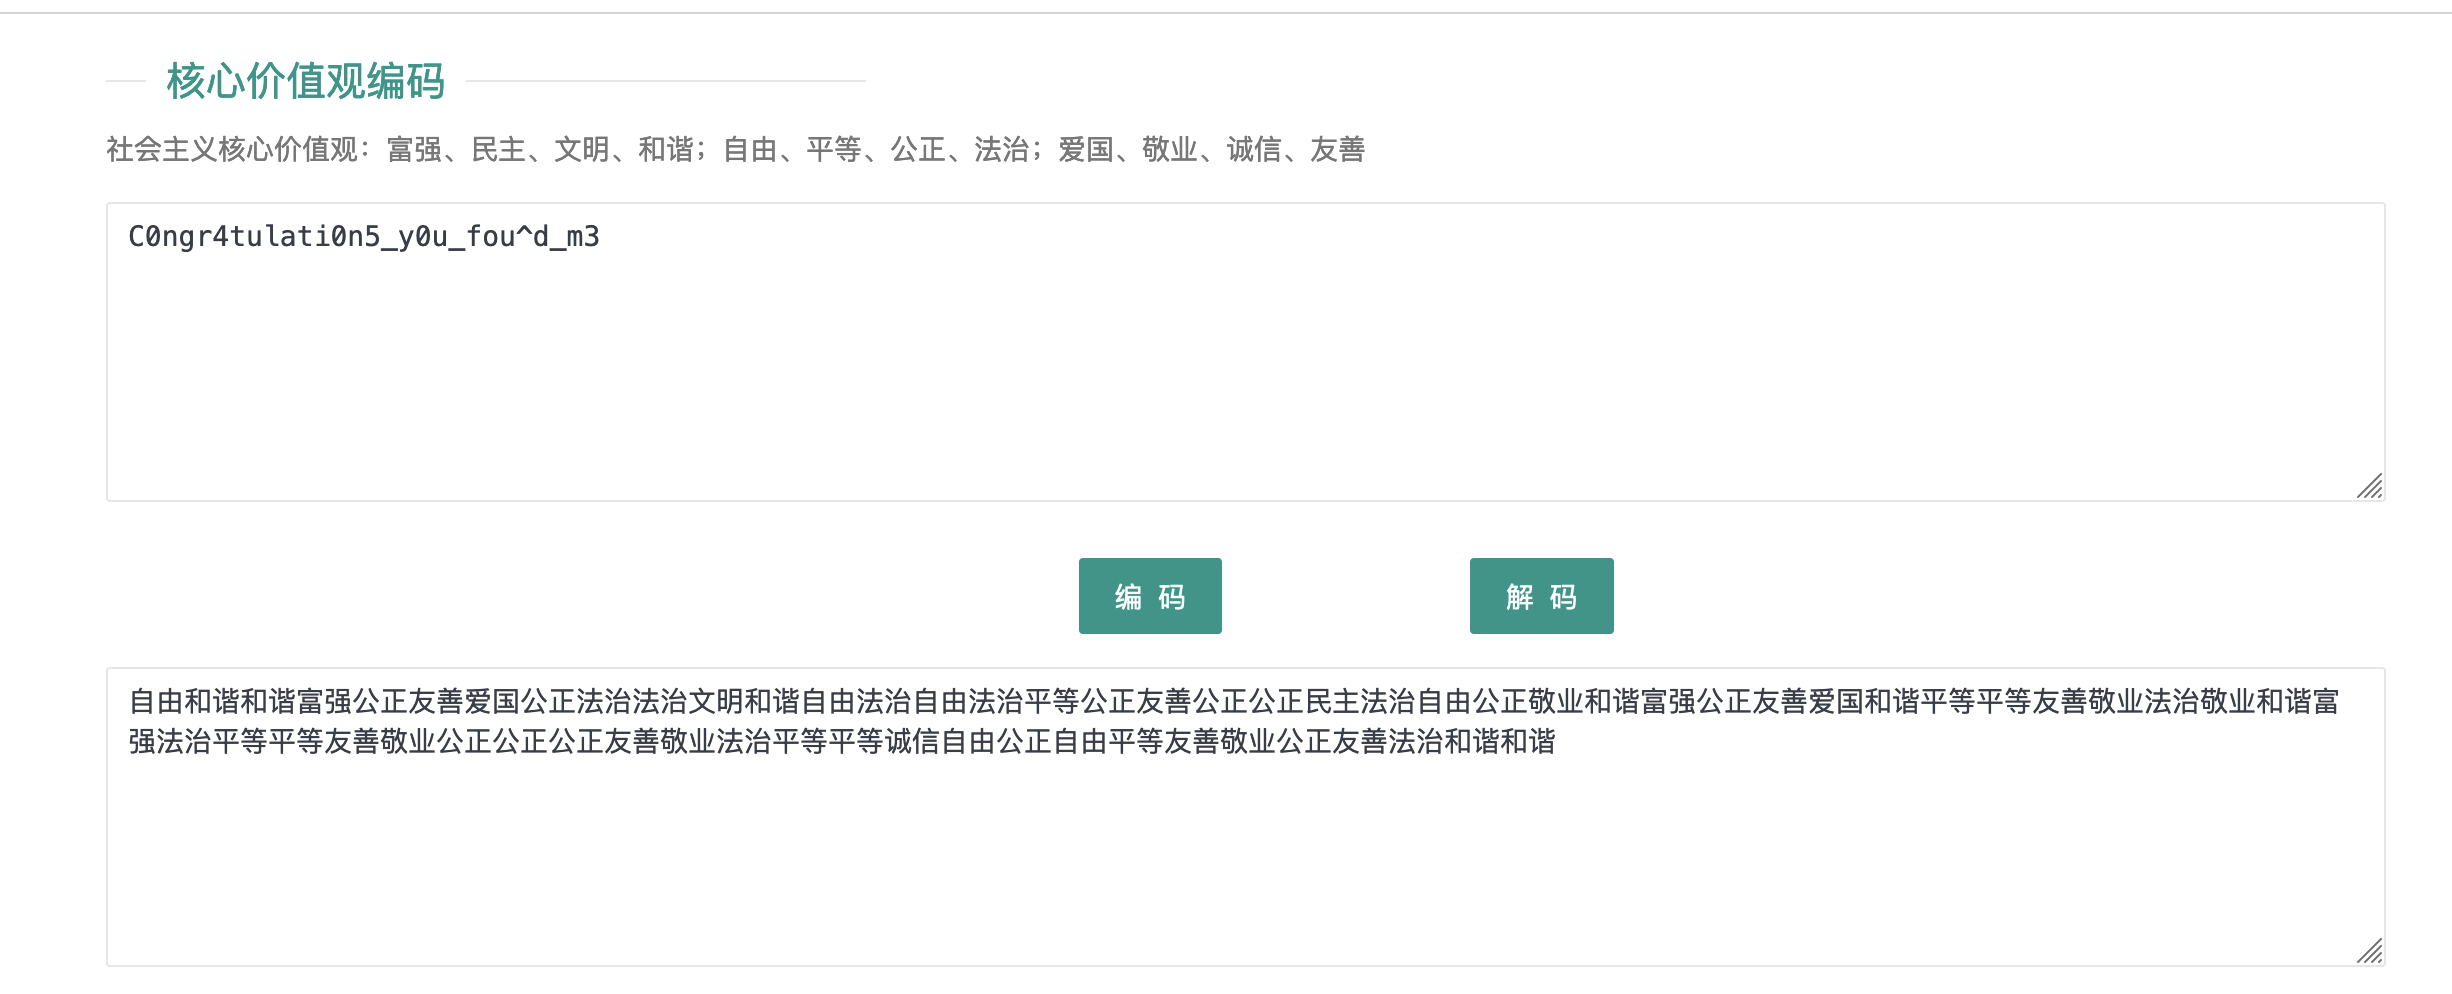 核心价值观编码
社会主义核心价值观：富强、民主、文明、和谐；自由、平等、公正、法治；爱国、敬业、诚信、友善
C0ngr4tulati0n5_y0u_fou^d_m3
编 码
解 码
自由和谐和谐富强公正友善爱国公正法治法治文明和谐自由法治自由法治平等公正友善公正公正民主法治自由公正敬业和谐富强公正友善爱国和谐平等平等友善敬业法治敬业和谐富
强法治平等平等友善敬业公正公正公正友善敬业法治平等平等诚信自由公正自由平等友善敬业公正友善法治和谐和谐